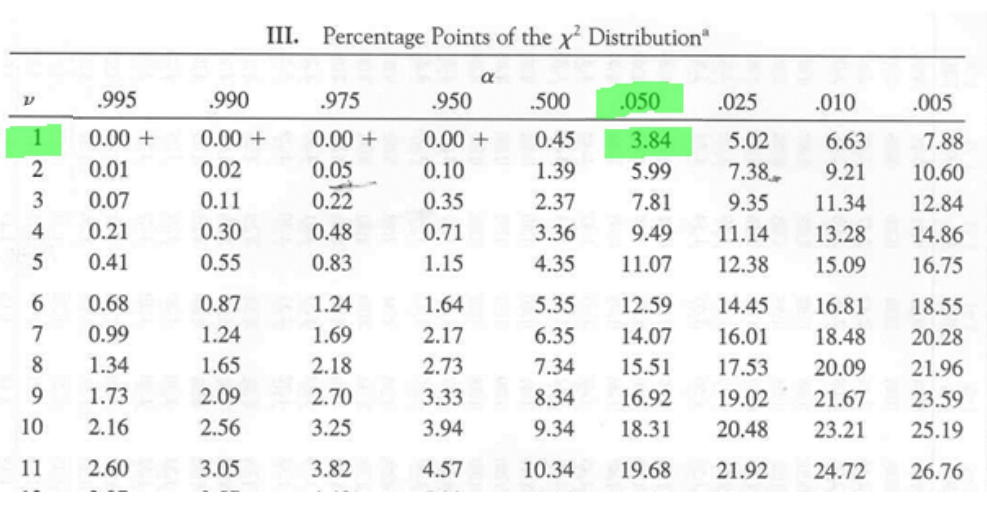 III. Percentage Points of the χ² Distributionᵃ
α
ν .995 .990 .975 .950 .500 .050 .025 .010 .005
1 0.00 + 0.00 + 0.00 + 0.00 + 0.45 3.84 5.02 6.63 7.88
2 0.01 0.02 0.05 0.10 1.39 5.99 7.38 9.21 10.60
3 0.07 0.11 0.22 0.35 2.37 7.81 9.35 11.34 12.84
4 0.21 0.30 0.48 0.71 3.36 9.49 11.14 13.28 14.86
5 0.41 0.55 0.83 1.15 4.35 11.07 12.38 15.09 16.75
6 0.68 0.87 1.24 1.64 5.35 12.59 14.45 16.81 18.55
7 0.99 1.24 1.69 2.17 6.35 14.07 16.01 18.48 20.28
8 1.34 1.65 2.18 2.73 7.34 15.51 17.53 20.09 21.96
9 1.73 2.09 2.70 3.33 8.34 16.92 19.02 21.67 23.59
10 2.16 2.56 3.25 3.94 9.34 18.31 20.48 23.21 25.19
11 2.60 3.05 3.82 4.57 10.34 19.68 21.92 24.72 26.76